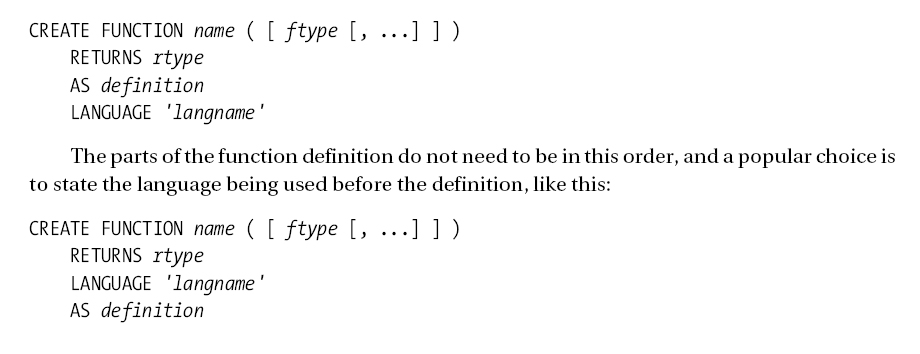 CREATE FUNCTION name ( [ ftype [, ...] ] )
RETURNS rtype
AS definition
LANGUAGE 'langname'
The parts of the function definition do not need to be in this order, and a popular choice is
to state the language being used before the definition, like this:
CREATE FUNCTION name ( [ ftype [, ...] ] )
RETURNS rtype
LANGUAGE 'langname'
AS definition